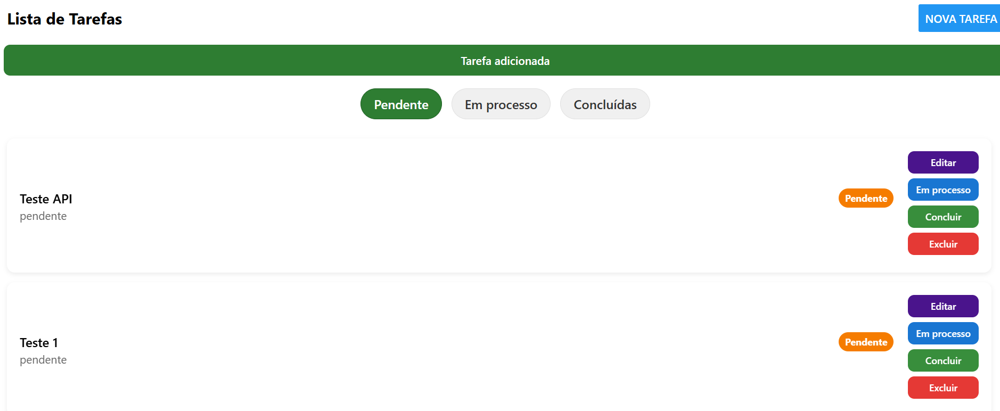 Lista de Tarefas
NOVA TAREFA
Tarefa adicionada
Pendente
Em processo
Concluídas
Teste API
pendente
Pendente
Editar
Em processo
Concluir
Excluir
Teste 1
pendente
Pendente
Editar
Em processo
Concluir
Excluir